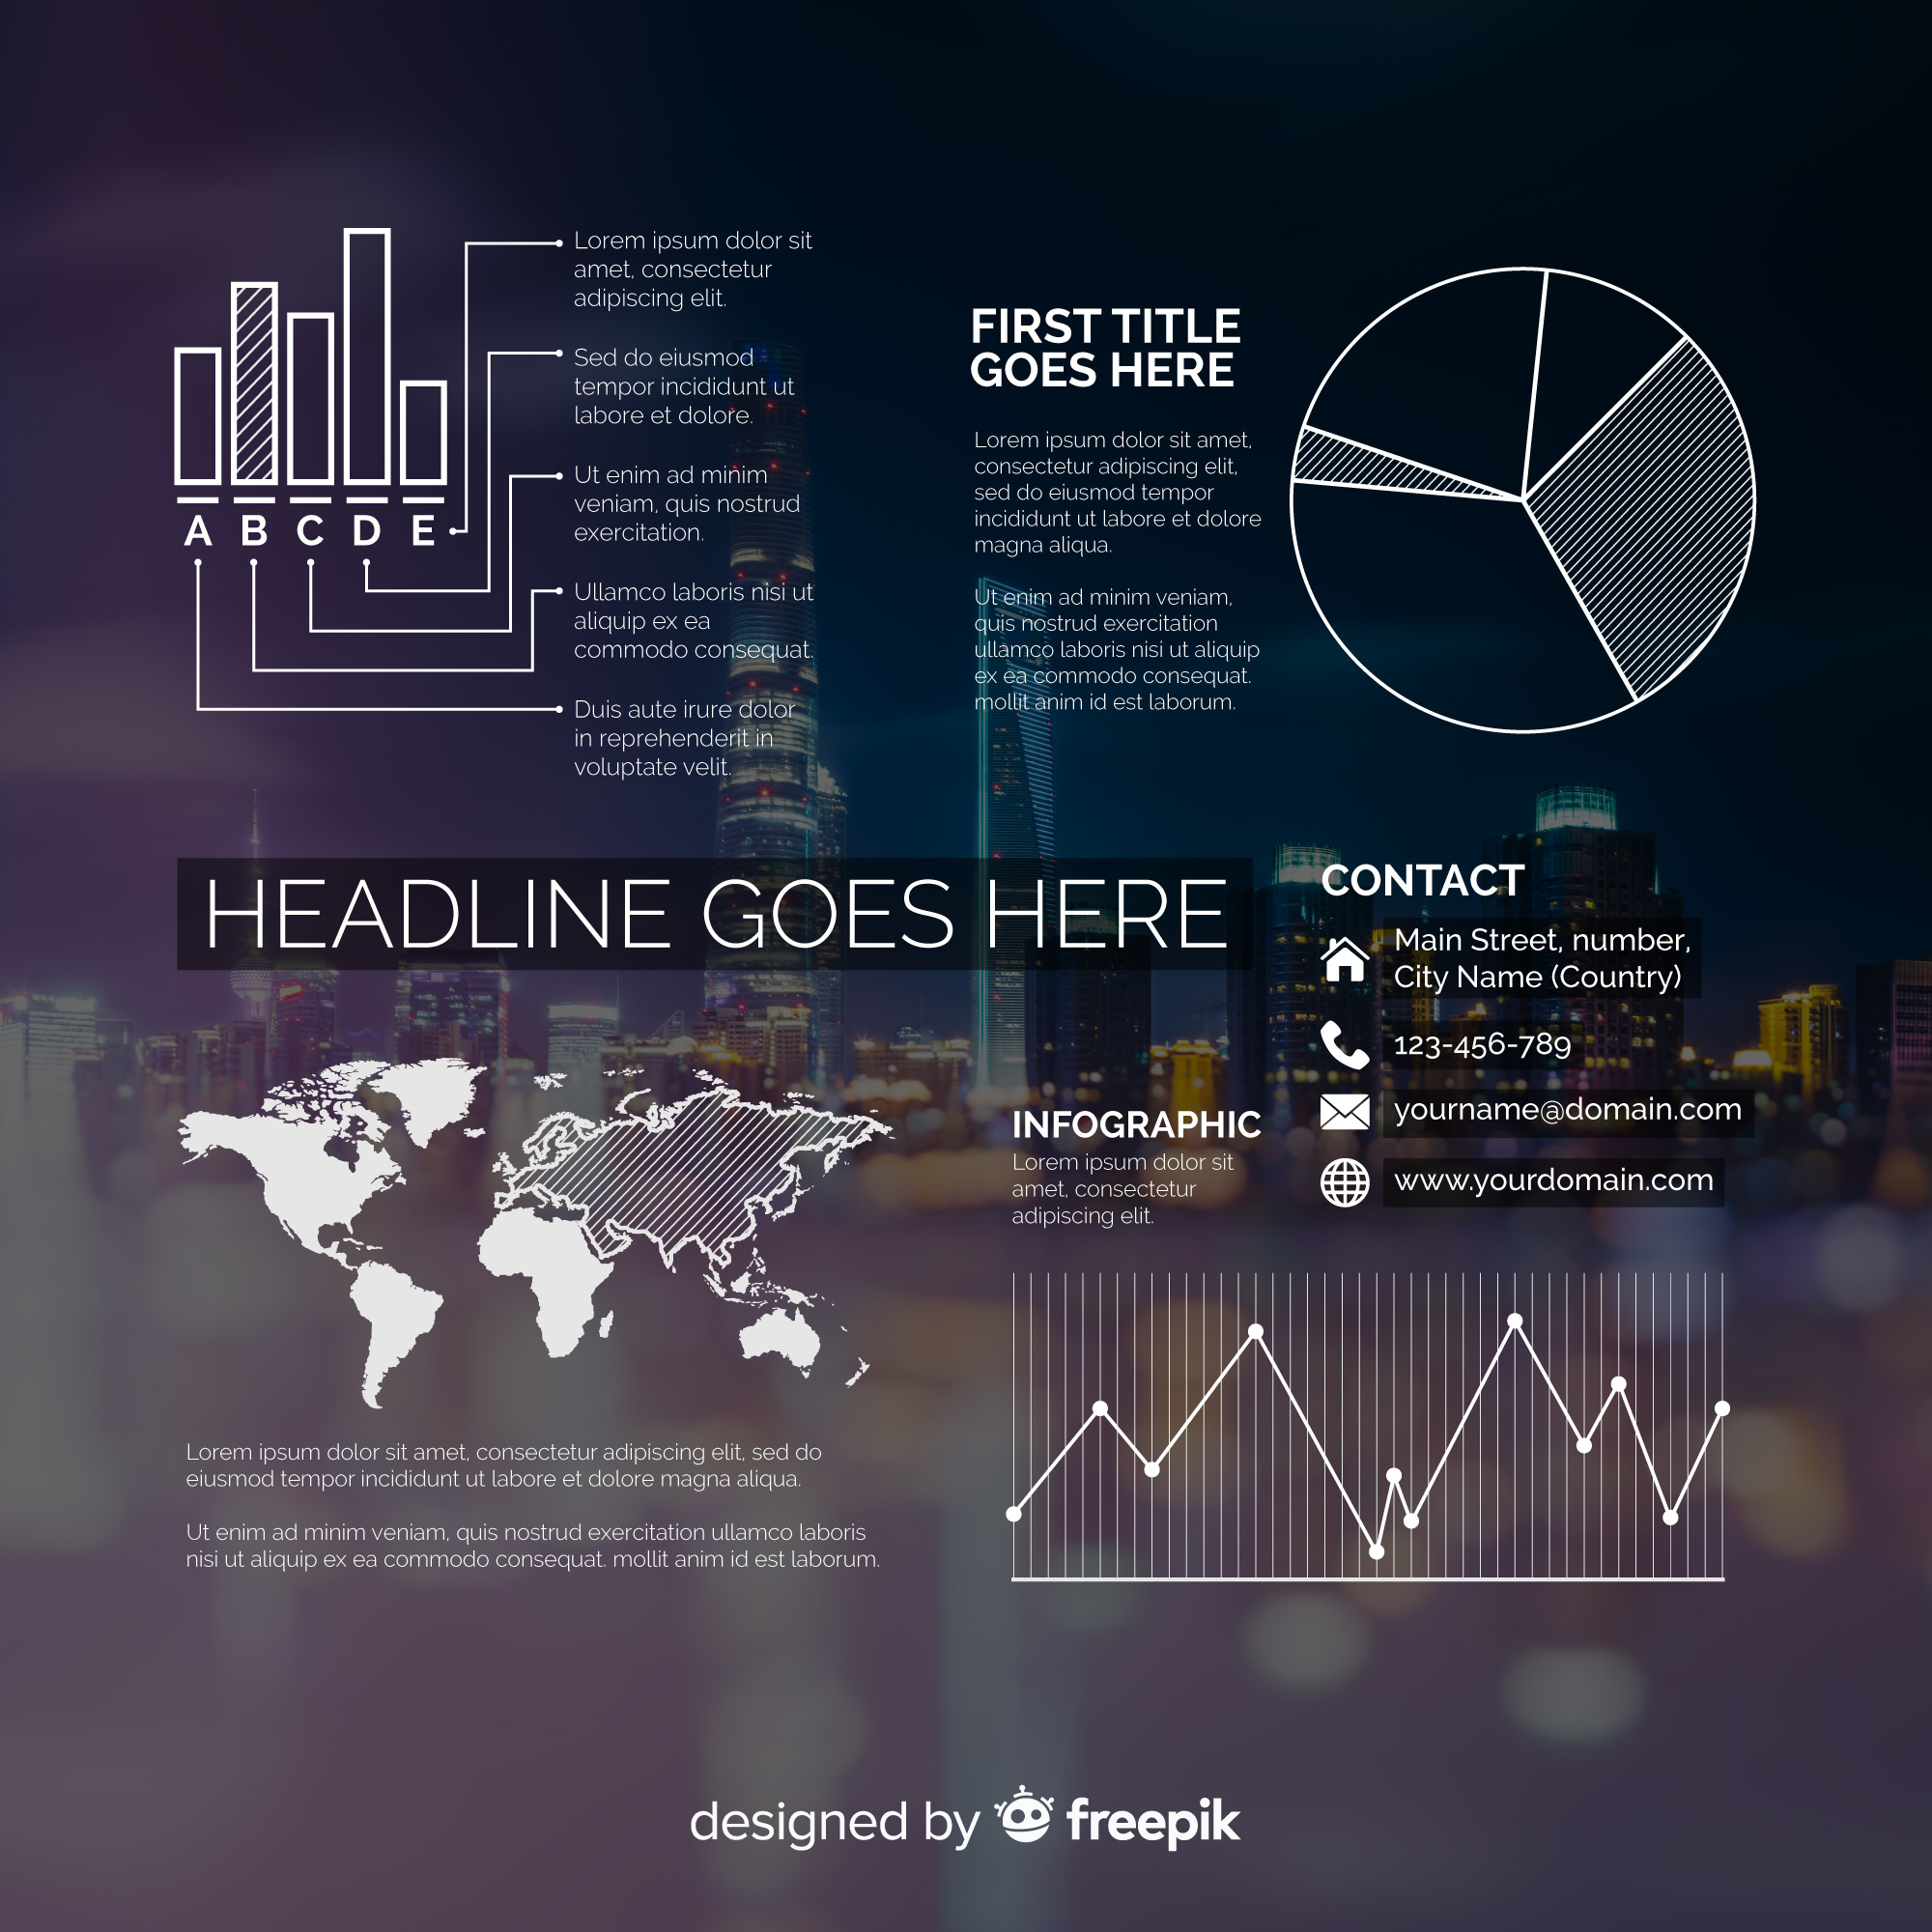 Lorem ipsum dolor sit
amet, consectetur
adipiscing elit.
Sed do eiusmod
tempor incididunt ut
labore et dolore.
Ut enim ad minim
veniam, quis nostrud
exercitation.
Ullamco laboris nisi ut
aliquip ex ea
commodo consequat.
Duis aute irure dolor
in reprehenderit in
voluptate velit.
A B C D E
FIRST TITLE
GOES HERE
Lorem ipsum dolor sit amet,
consectetur adipiscing elit,
sed do eiusmod tempor
incididunt ut labore et dolore
magna aliqua.
Ut enim ad minim veniam,
quis nostrud exercitation
ullamco laboris nisi ut aliquip
ex ea commodo consequat.
mollit anim id est laborum.
HEADLINE GOES HERE
CONTACT
Main Street, number,
City Name (Country)
123-456-789
yourname@domain.com
www.yourdomain.com
INFOGRAPHIC
Lorem ipsum dolor sit
amet, consectetur
adipiscing elit.
Lorem ipsum dolor sit amet, consectetur adipiscing elit, sed do
eiusmod tempor incididunt ut labore et dolore magna aliqua.
Ut enim ad minim veniam, quis nostrud exercitation ullamco laboris
nisi ut aliquip ex ea commodo consequat. mollit anim id est laborum.
designed by freepik